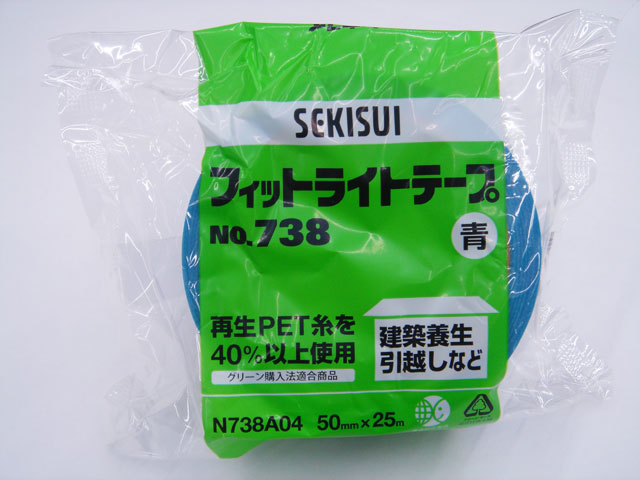 SEKISUI
フィットライトテープ®
No.738
青
再生PET糸を
40%以上使用
グリーン購入法適合商品
建築養生
引越しなど
N738A04 50mm×25m